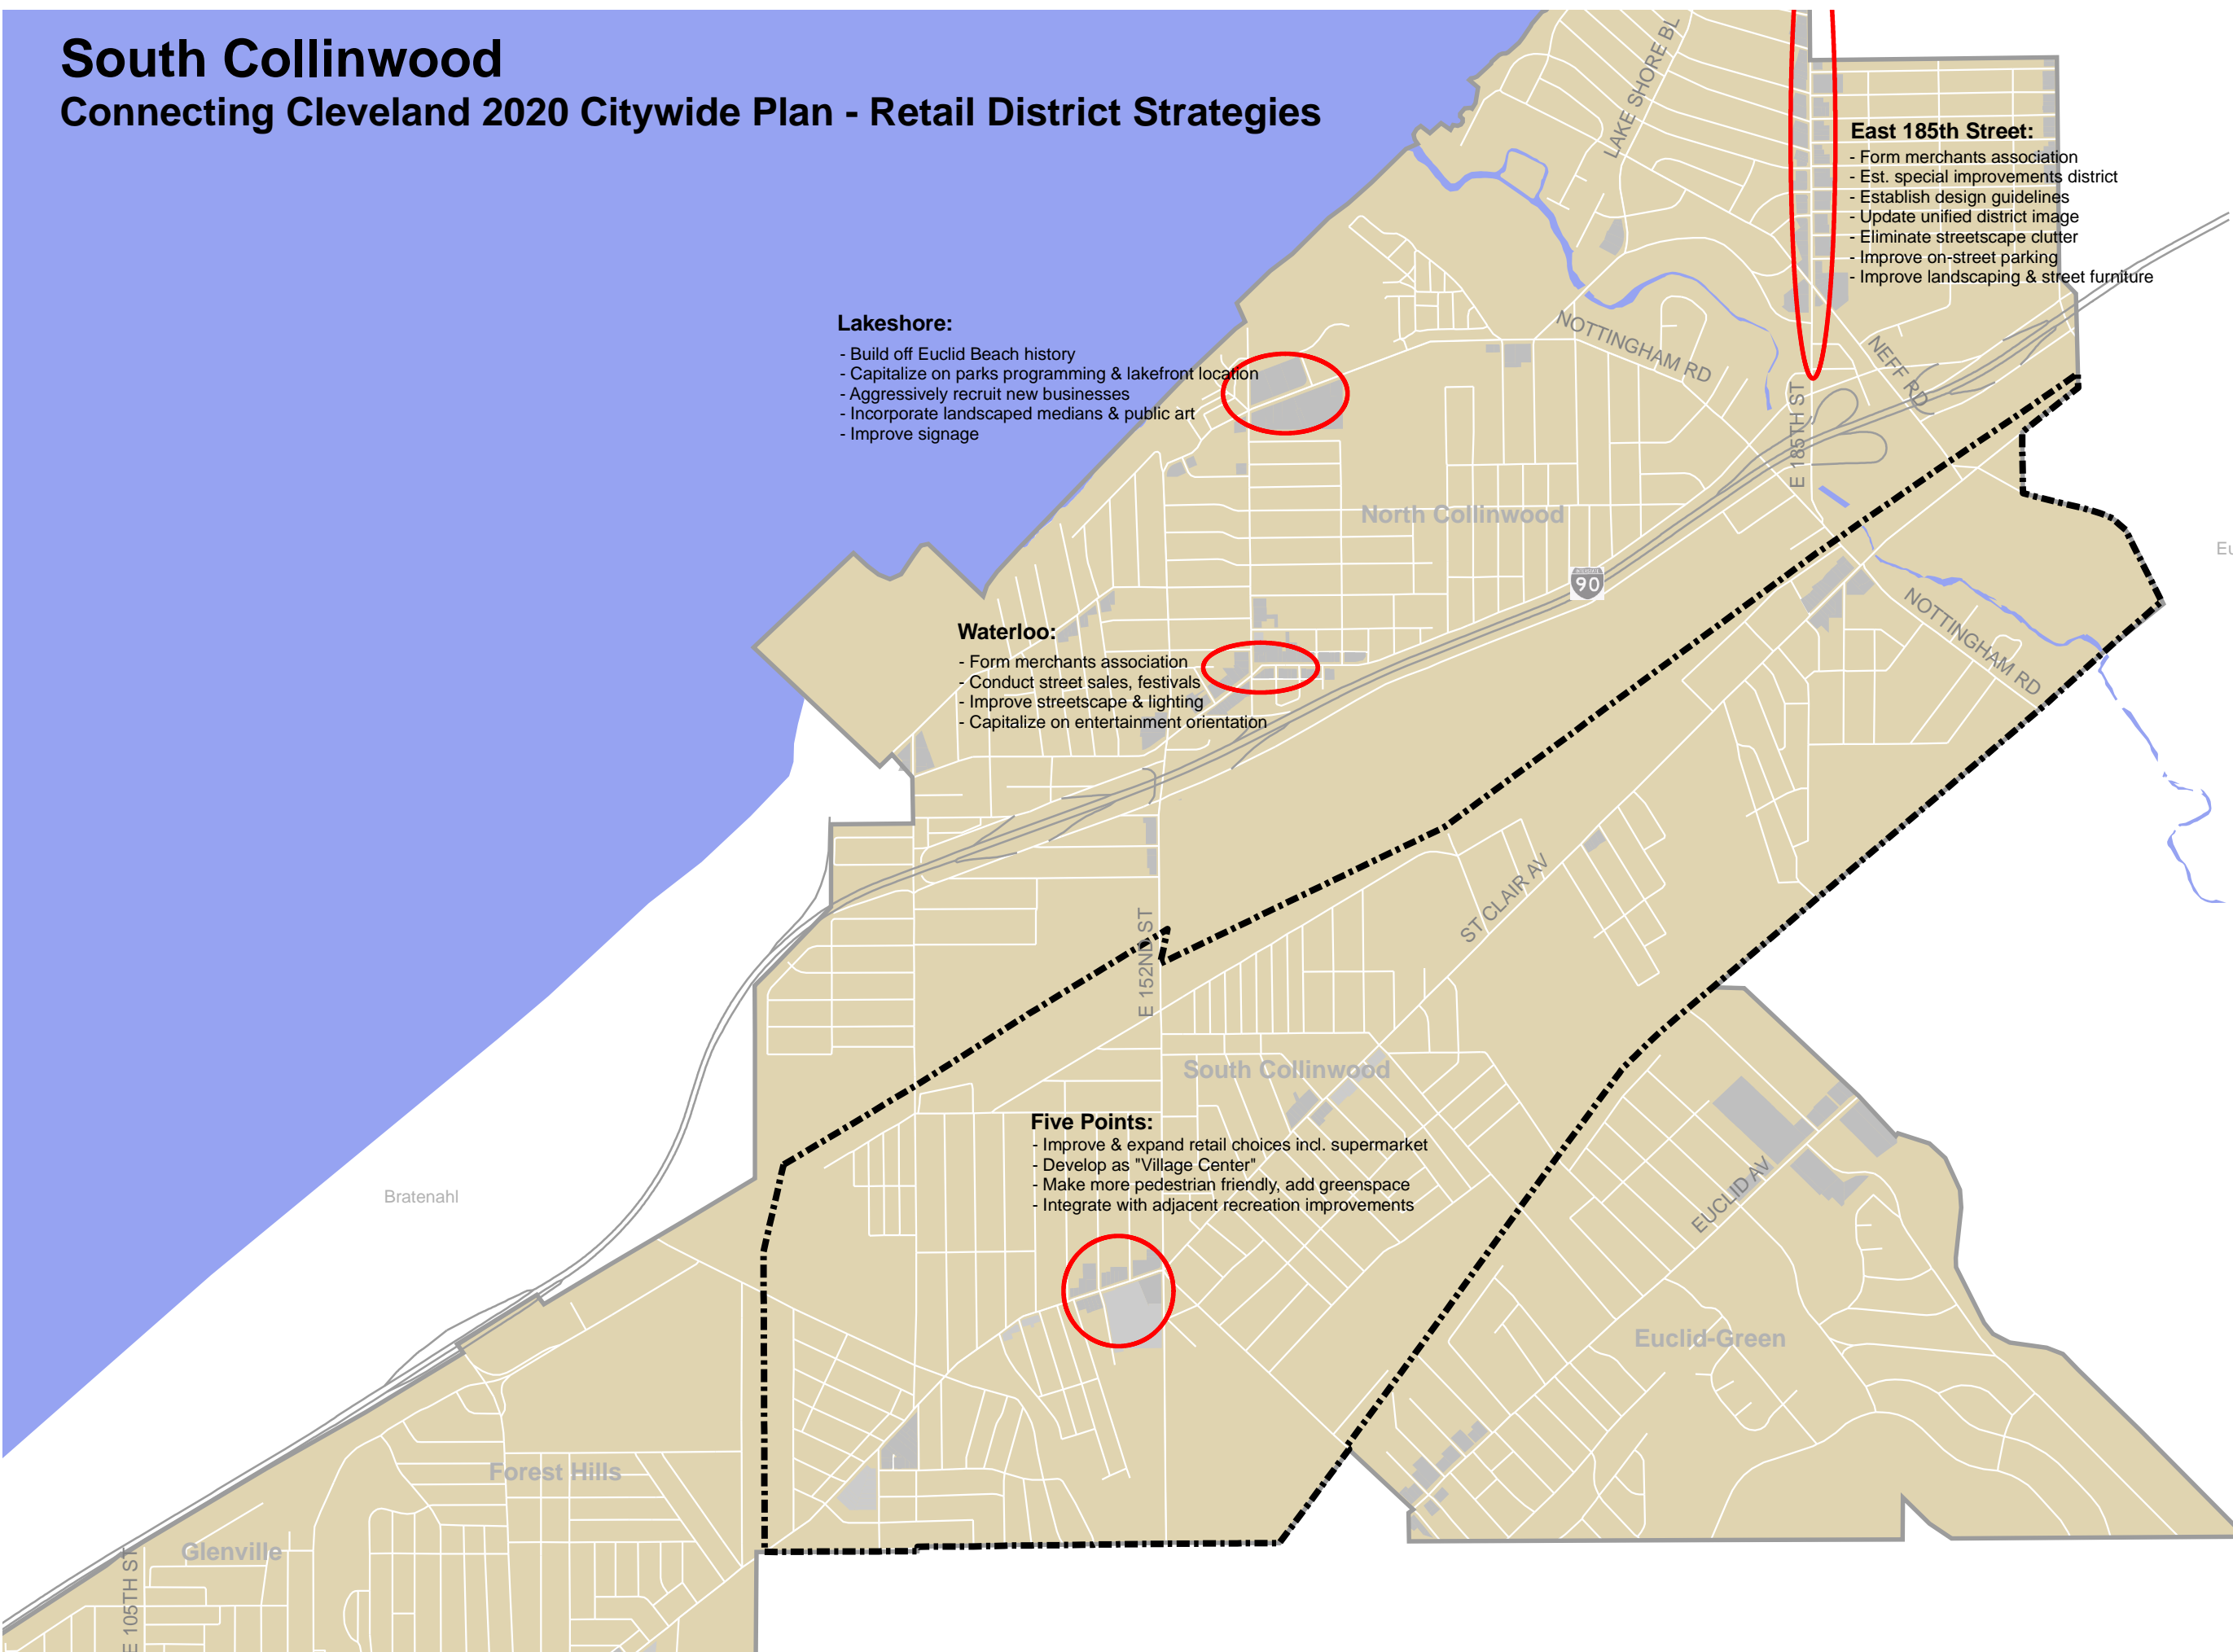 South Collinwood
Connecting Cleveland 2020 Citywide Plan - Retail District Strategies
LAKE SHORE BL
East 185th Street:
- Form merchants association
- Est. special improvements district
- Establish design guidelines
- Update unified district image
- Eliminate streetscape clutter
- Improve on-street parking
- Improve landscaping & street furniture
Lakeshore:
- Build off Euclid Beach history
- Capitalize on parks programming & lakefront location
- Aggressively recruit new businesses
- Incorporate landscaped medians & public art
- Improve signage
NOTTINGHAM RD
NEFF RD
E 185TH ST
North Collinwood
Eu
90
NOTTINGHAM RD
Waterloo:
- Form merchants association
- Conduct street sales, festivals
- Improve streetscape & lighting
- Capitalize on entertainment orientation
ST CLAIR AV
E 152ND ST
South Collinwood
Five Points:
- Improve & expand retail choices incl. supermarket
- Develop as "Village Center"
- Make more pedestrian friendly, add greenspace
- Integrate with adjacent recreation improvements
EUCLID AV
Bratenahl
Euclid-Green
Forest Hills
Glenville
E 105TH ST